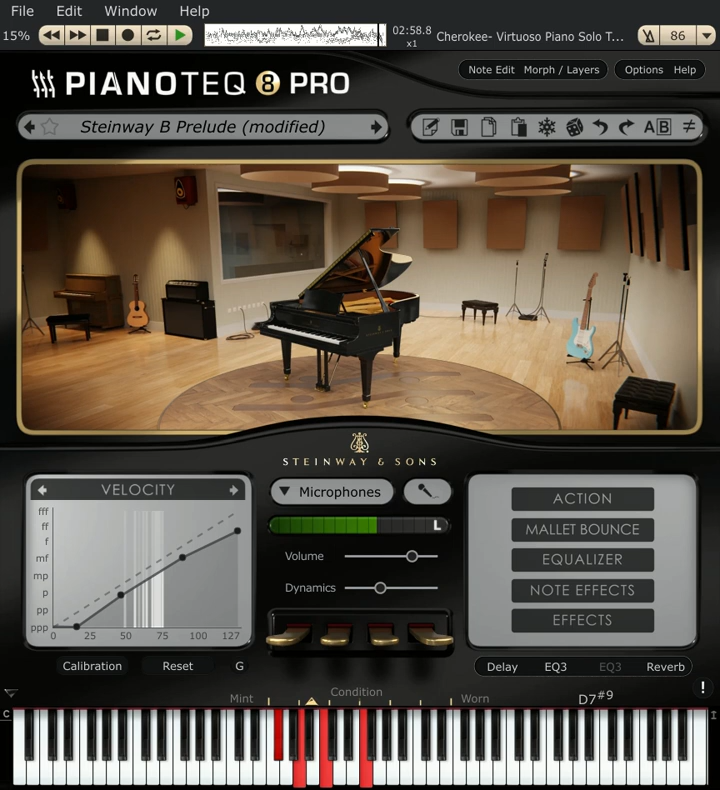 File Edit Window Help
15% 02:58.8 x1 Cherokee- Virtuoso Piano Solo T... 86
Note Edit Morph / Layers Options Help
PIANOTEQ 8 PRO
Steinway B Prelude (modified) A B ≠
STEINWAY & SONS
VELOCITY
fff
ff
f
mf
mp
p
pp
ppp
0 25 50 75 100 127
Calibration Reset G
Microphones
L
Volume
Dynamics
ACTION
MALLET BOUNCE
EQUALIZER
NOTE EFFECTS
EFFECTS
Delay EQ3 EQ3 Reverb
!
Mint Condition Worn D7#9
C